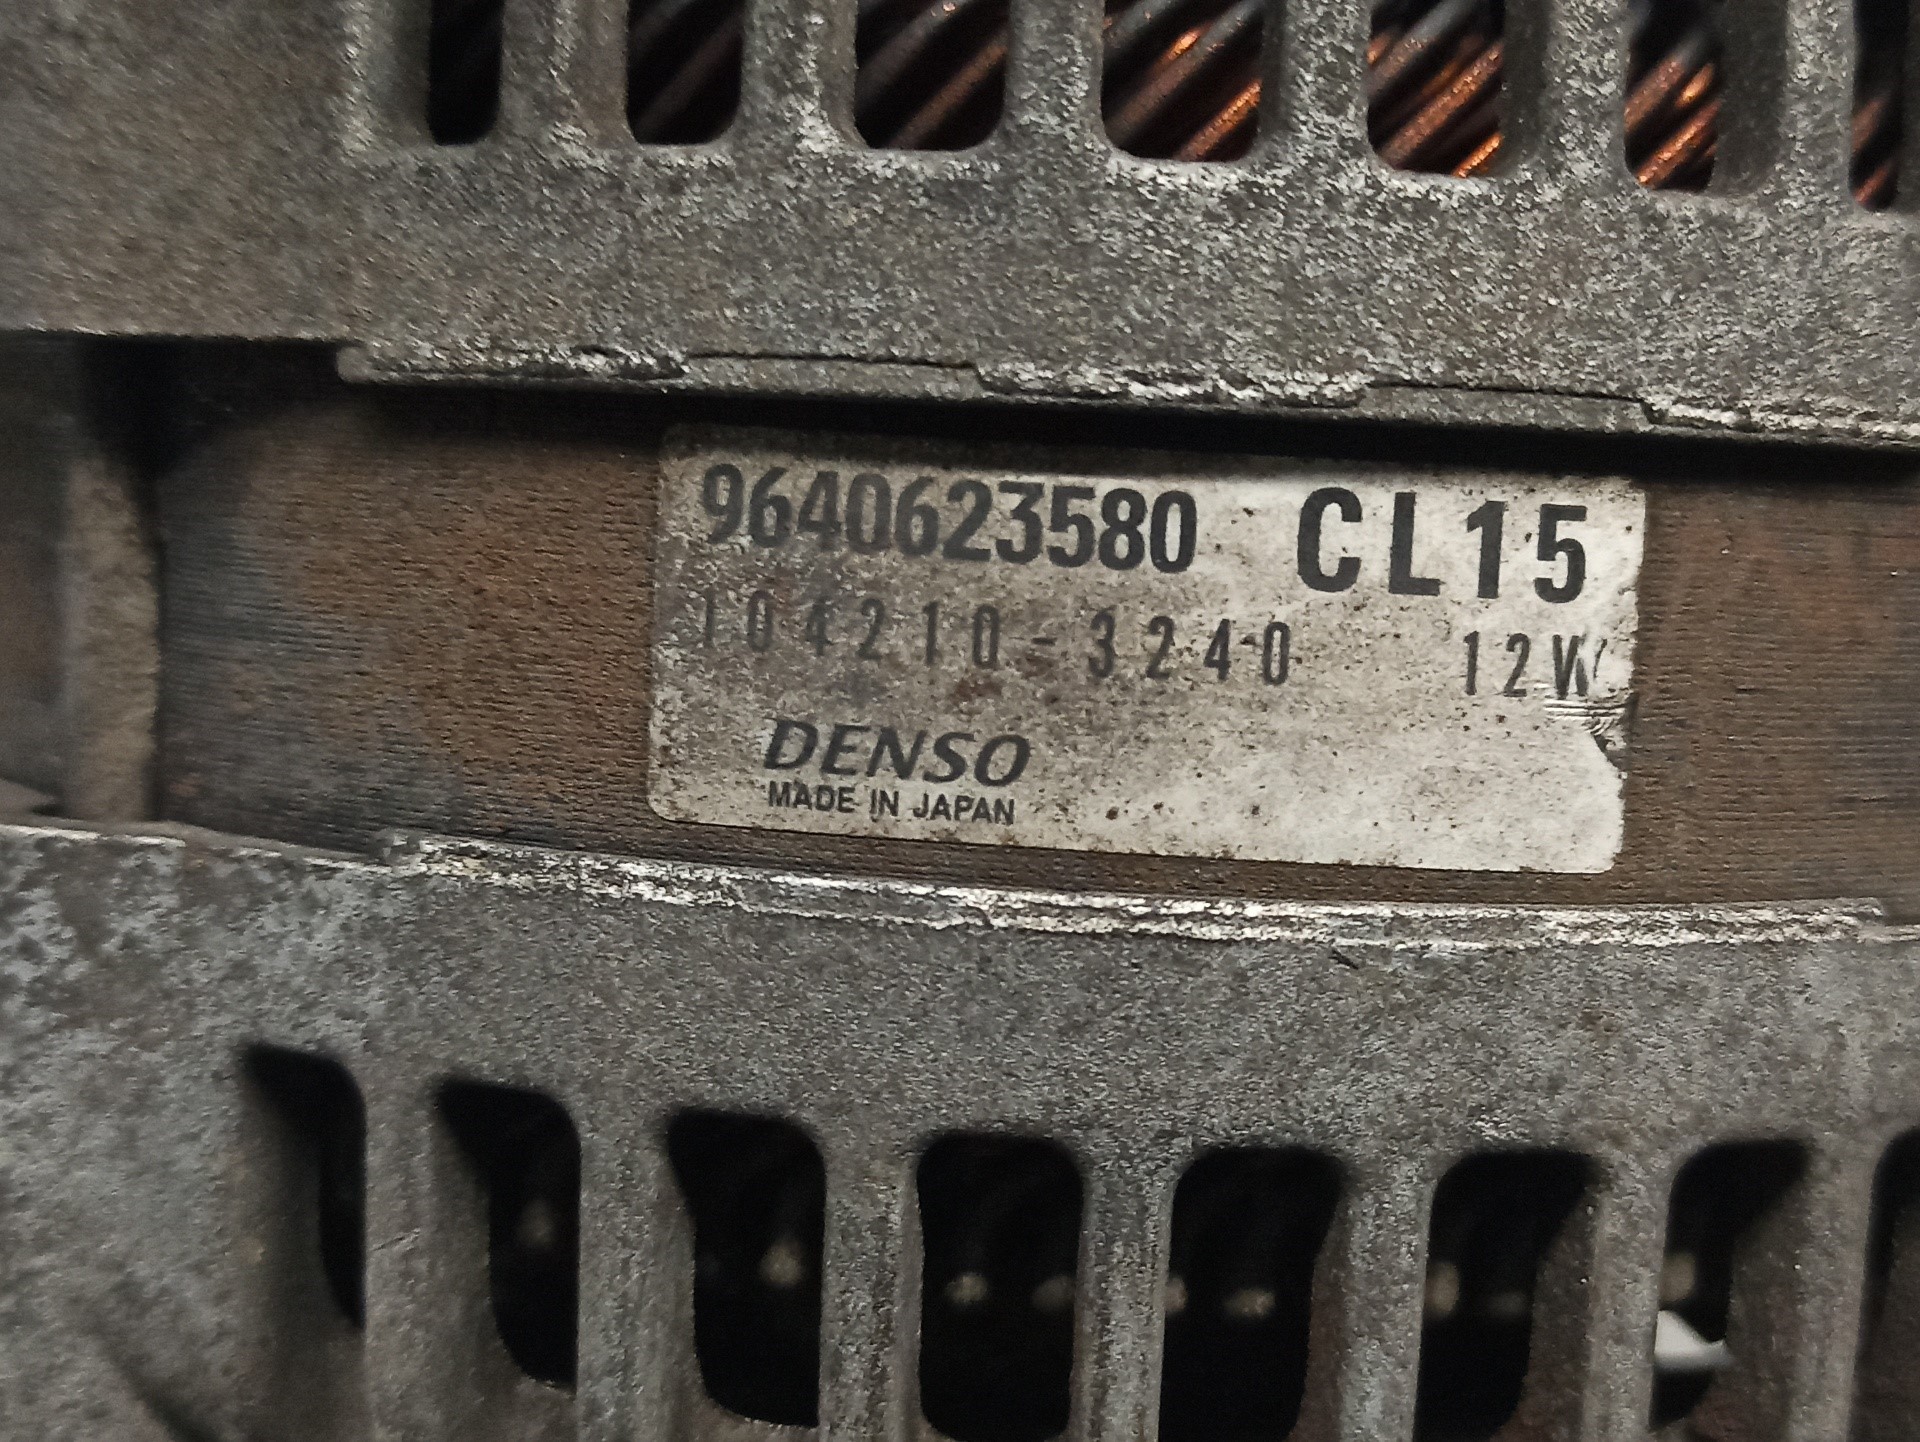 9640623580 CL15
104210-3240 12V
DENSO
MADE IN JAPAN